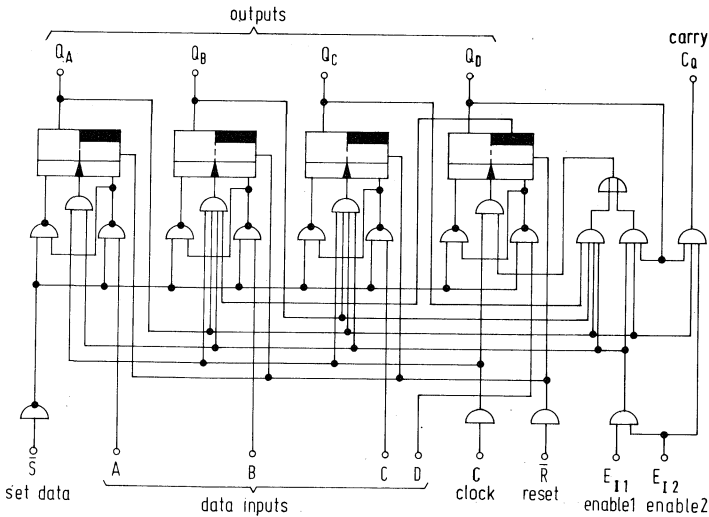 outputs
carry
Q_A Q_B Q_C Q_D C_Q
S̅ A B C D C R̅ E_I1 E_I2
set data data inputs clock reset enable1 enable2